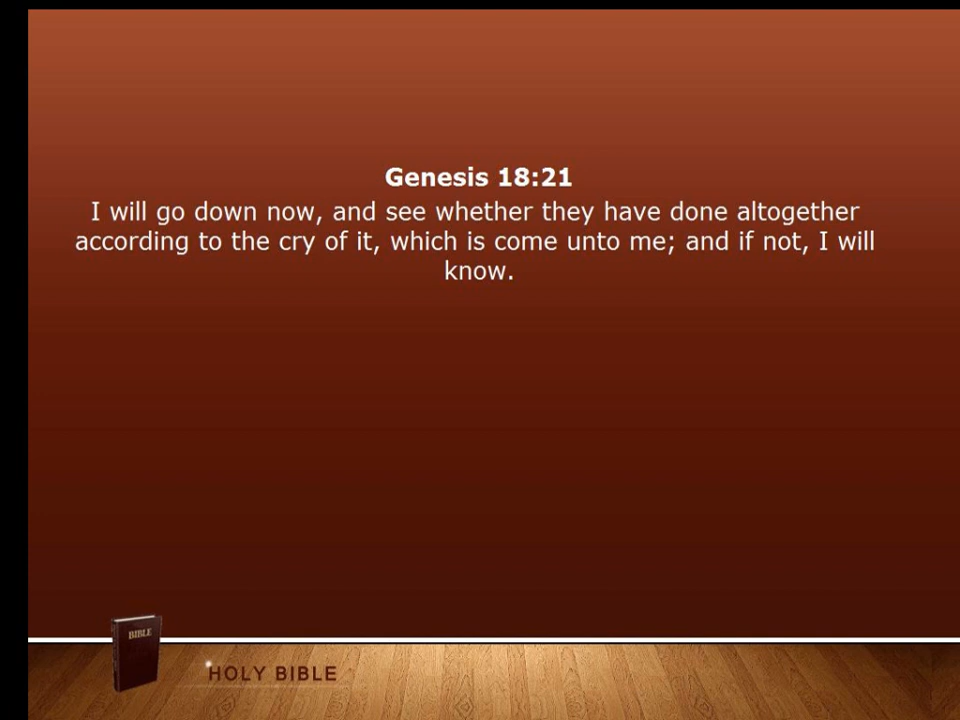 Genesis 18:21
I will go down now, and see whether they have done altogether
according to the cry of it, which is come unto me; and if not, I will
know.
BIBLE
HOLY BIBLE